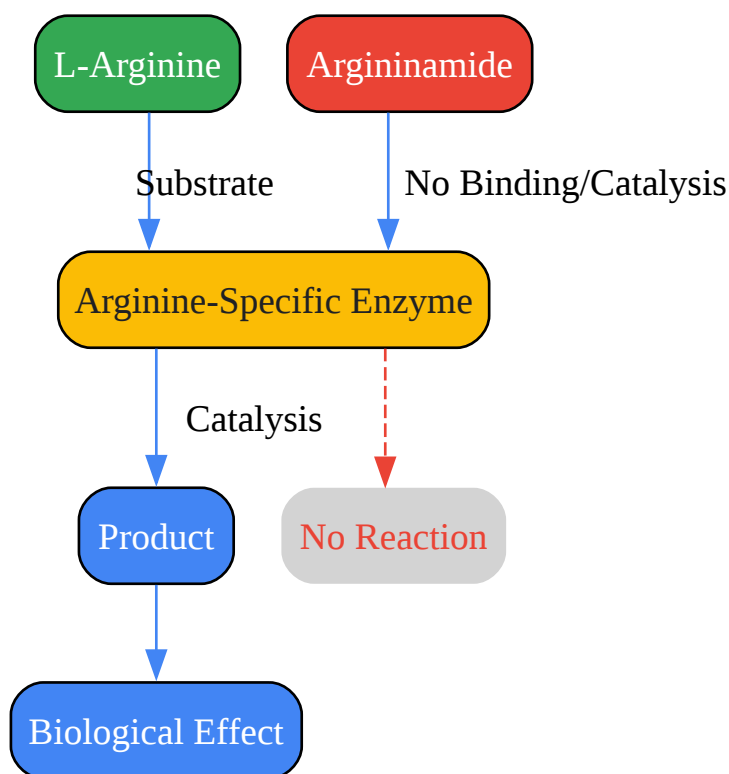 L-Arginine
Argininamide
Substrate
No Binding/Catalysis
Arginine-Specific Enzyme
Catalysis
Product
No Reaction
Biological Effect